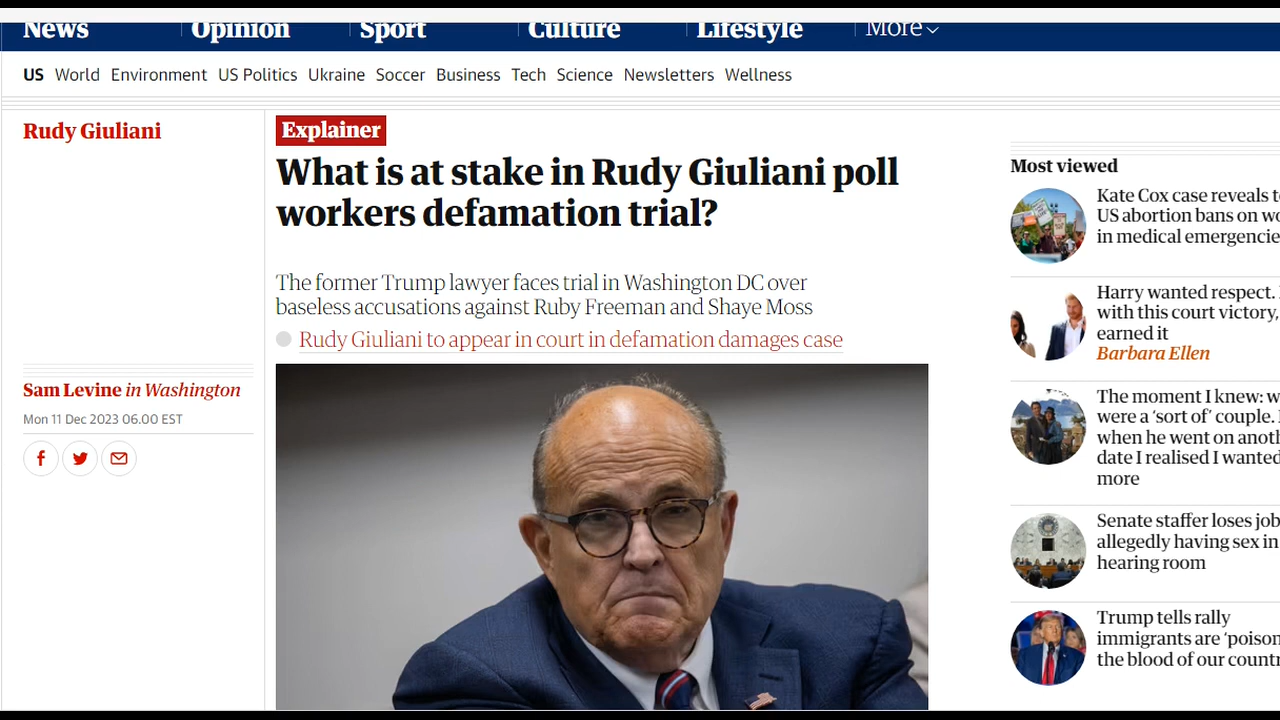 News
Opinion
Sport
Culture
Lifestyle
More
US World Environment US Politics Ukraine Soccer Business Tech Science Newsletters Wellness
Rudy Giuliani
Sam Levine in Washington
Mon 11 Dec 2023 06.00 EST
Explainer
What is at stake in Rudy Giuliani poll
workers defamation trial?
The former Trump lawyer faces trial in Washington DC over
baseless accusations against Ruby Freeman and Shaye Moss
Rudy Giuliani to appear in court in defamation damages case
Most viewed
Kate Cox case reveals
US abortion bans on
in medical
Harry wanted respect.
with this court victory,
earned it
Barbara Ellen
The moment I knew:
were a ‘sort of’ couple.
when he went on
date I realised I wanted
more
Senate staffer loses job
allegedly having sex in
hearing room
Trump tells rally
immigrants are
the blood of our